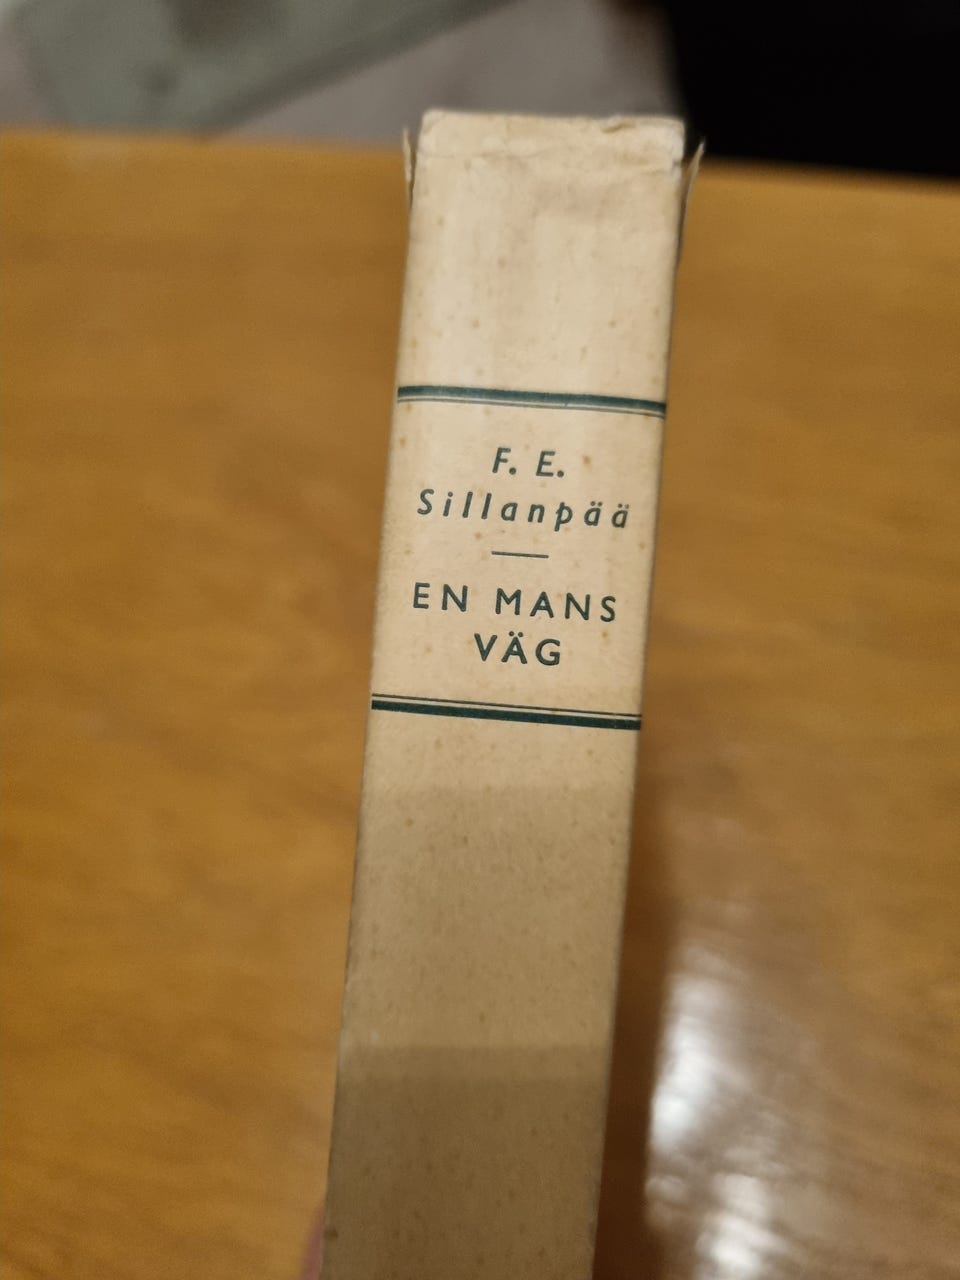 F. E.
Sillanpää
EN MANS
VÄG